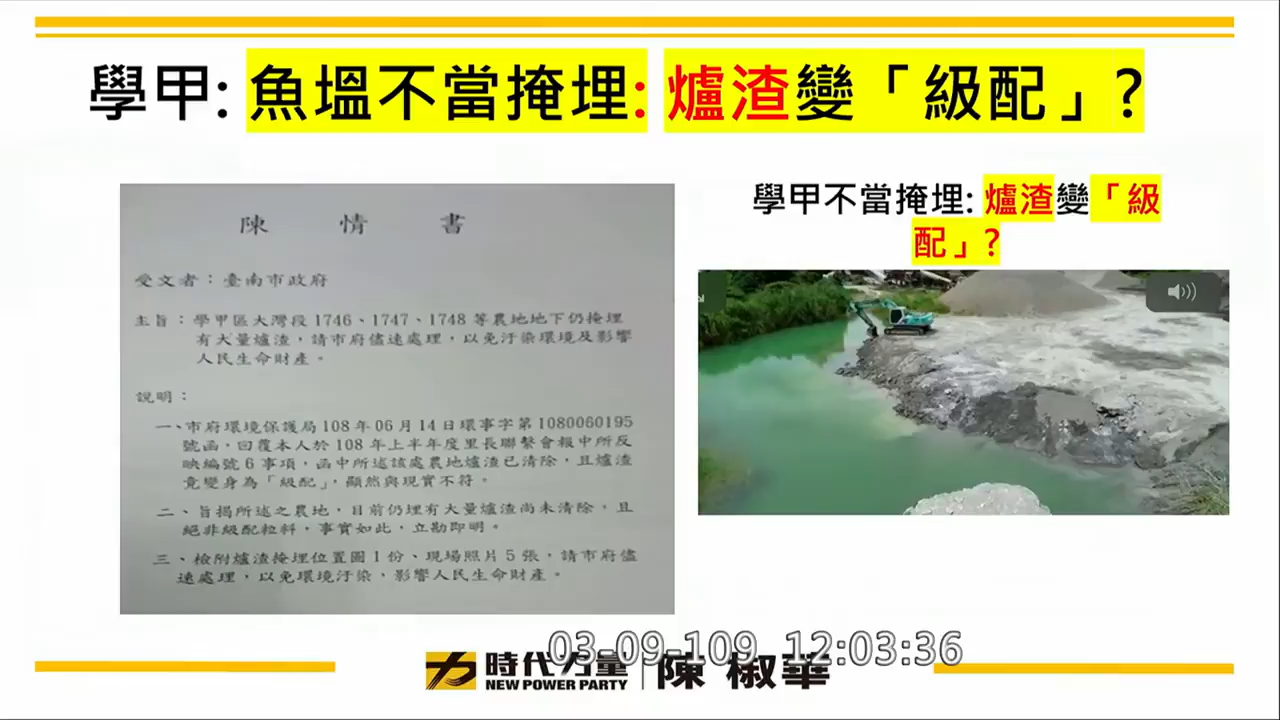 學甲: 魚塭不當掩埋: 爐渣變「級配」?
陳情書
受文者：臺南市政府
主旨：學甲區大灣段1746、1747、1748等農地地下仍掩埋
有大量爐渣，請市府儘速處理，以免汙染環境及影響
人民生命財產。
說明：
一、市府環境保護局108年06月14日環事字第1080060195
號函，回覆本人於108年上半年度里長聯繫會報中所反
映編號6事項，函中所述該處農地爐渣已清除，且爐渣
竟變身為「級配」，顯然與現實不符。
二、旨揭所述之農地，目前仍埋有大量爐渣尚未清除，且
絕非級配粒料，事實如此，立勘即明。
三、檢附爐渣掩埋位置圖1份、現場照片5張，請市府儘
速處理，以免環境汙染，影響人民生命財產。
學甲不當掩埋: 爐渣變「級
配」?
03-09-109 12:03:36
時代力量
NEW POWER PARTY
陳椒華